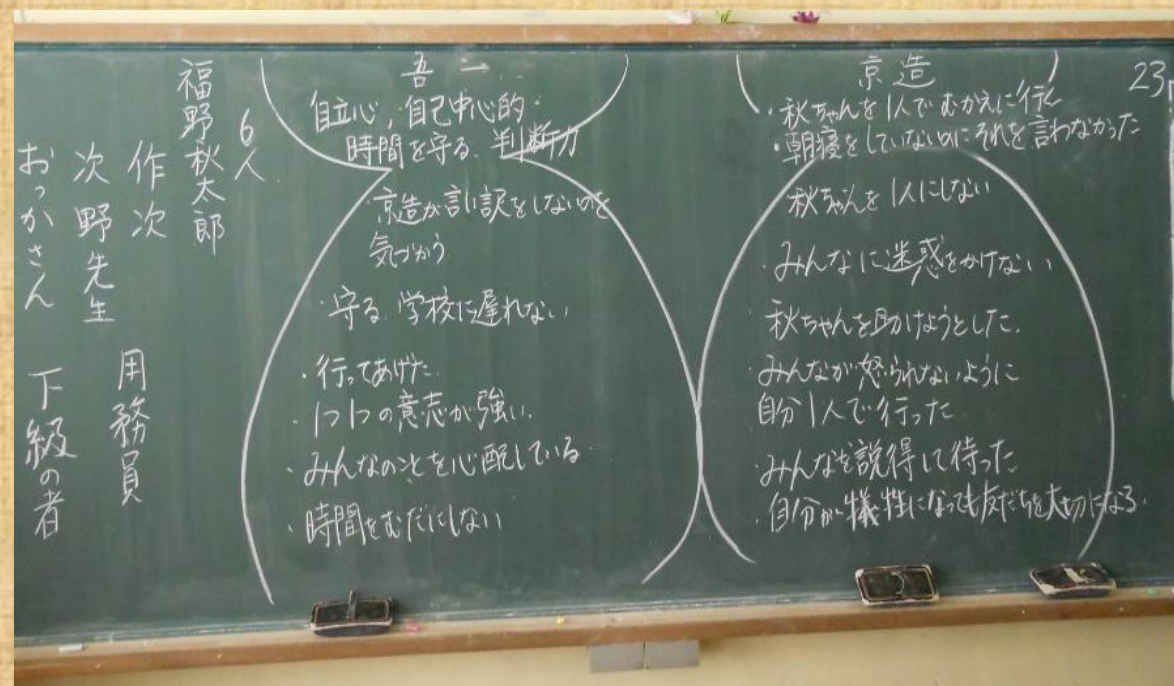 23
京造
・秋ちゃんを1人でむかえに行く
・朝寝をしていないのにそれを言わなかった
秋ちゃんを1人にしない
・みんなに迷惑をかけない
秋ちゃんを助けようとした.
みんなが怒られないように
自分1人で行った
みんなを説得して待った
・自分が犠牲になっても友だちを大切になる
吾一
自立心,自己中心的・
時間を守る. 判断力
京造が言い訳をしないのを
気づかう
・守る.学校に遅れない
・行ってあげた.
・1つ1つの意志が強い.
・みんなのことを心配している
・時間をむだにしない
6人
福野秋太郎
作次 用務員
次野先生
おっかさん 下級の者